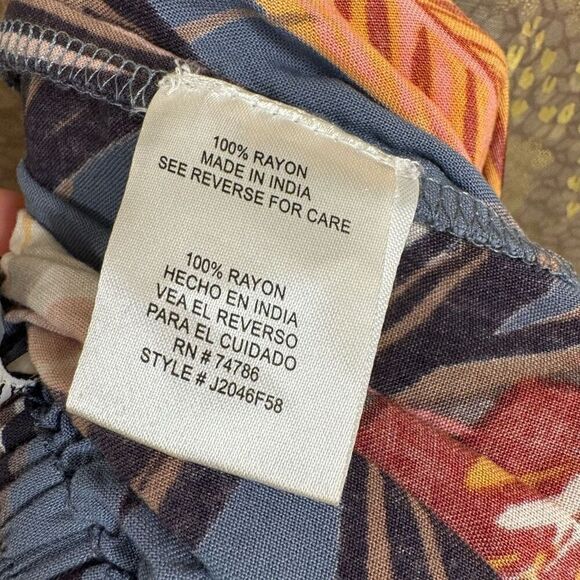 100% RAYON
MADE IN INDIA
SEE REVERSE FOR CARE
100% RAYON
HECHO EN INDIA
VEA EL REVERSO
PARA EL CUIDADO
RN # 74786
STYLE # J2046F58